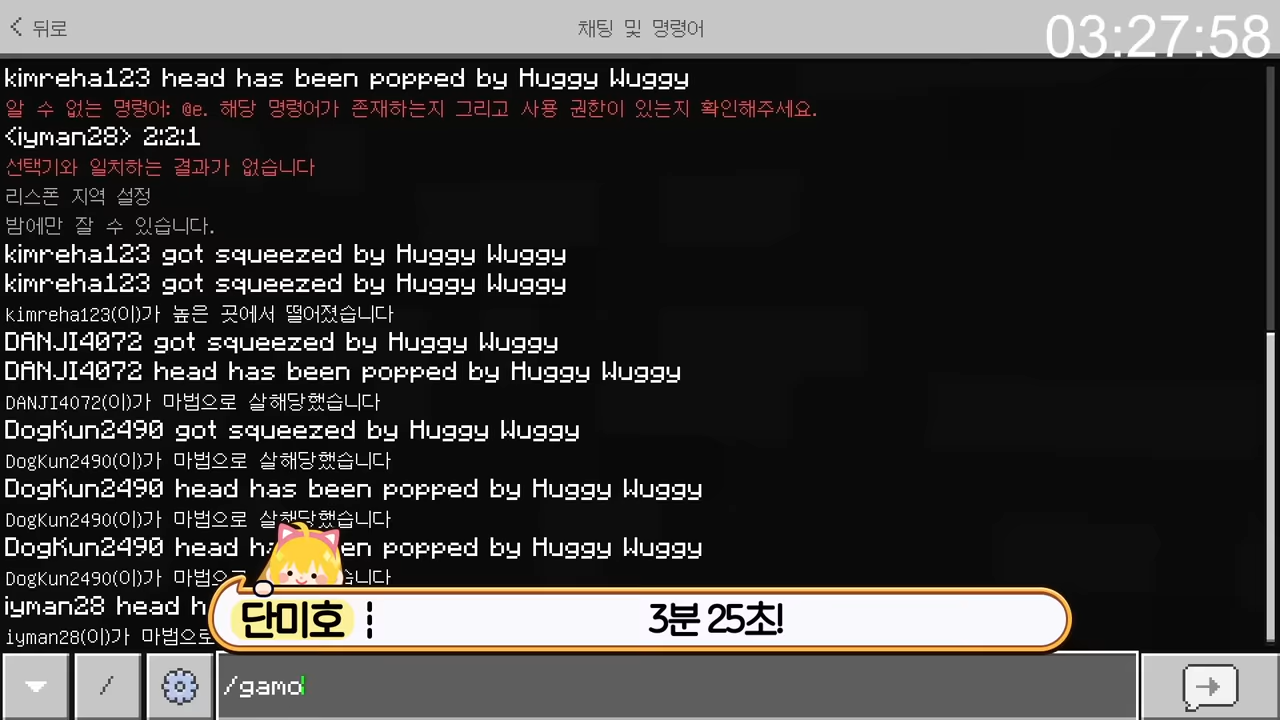 뒤로
채팅 및 명령어
03:27:58
kimreha123 head has been popped by Huggy Wuggy
알 수 없는 명령어: @e. 해당 명령어가 존재하는지 그리고 사용 권한이 있는지 확인해주세요.
<iyman28> 2:2:1
선택기와 일치하는 결과가 없습니다
리스폰 지역 설정
밤에만 잘 수 있습니다.
kimreha123 got squeezed by Huggy Wuggy
kimreha123 got squeezed by Huggy Wuggy
kimreha123(이)가 높은 곳에서 떨어졌습니다
DANJI4072 got squeezed by Huggy Wuggy
DANJI4072 head has been popped by Huggy Wuggy
DANJI4072(이)가 마법으로 살해당했습니다
DogKun2490 got squeezed by Huggy Wuggy
DogKun2490(이)가 마법으로 살해당했습니다
DogKun2490 head has been popped by Huggy Wuggy
DogKun2490(이)가 마법으로 살해당했습니다
DogKun2490 head ha en popped by Huggy Wuggy
DogKun2490(이)가 마법으 습니다
iyman28 head h
iyman28(이)가 마법으로
단미호 : 3분 25초!
/gamd